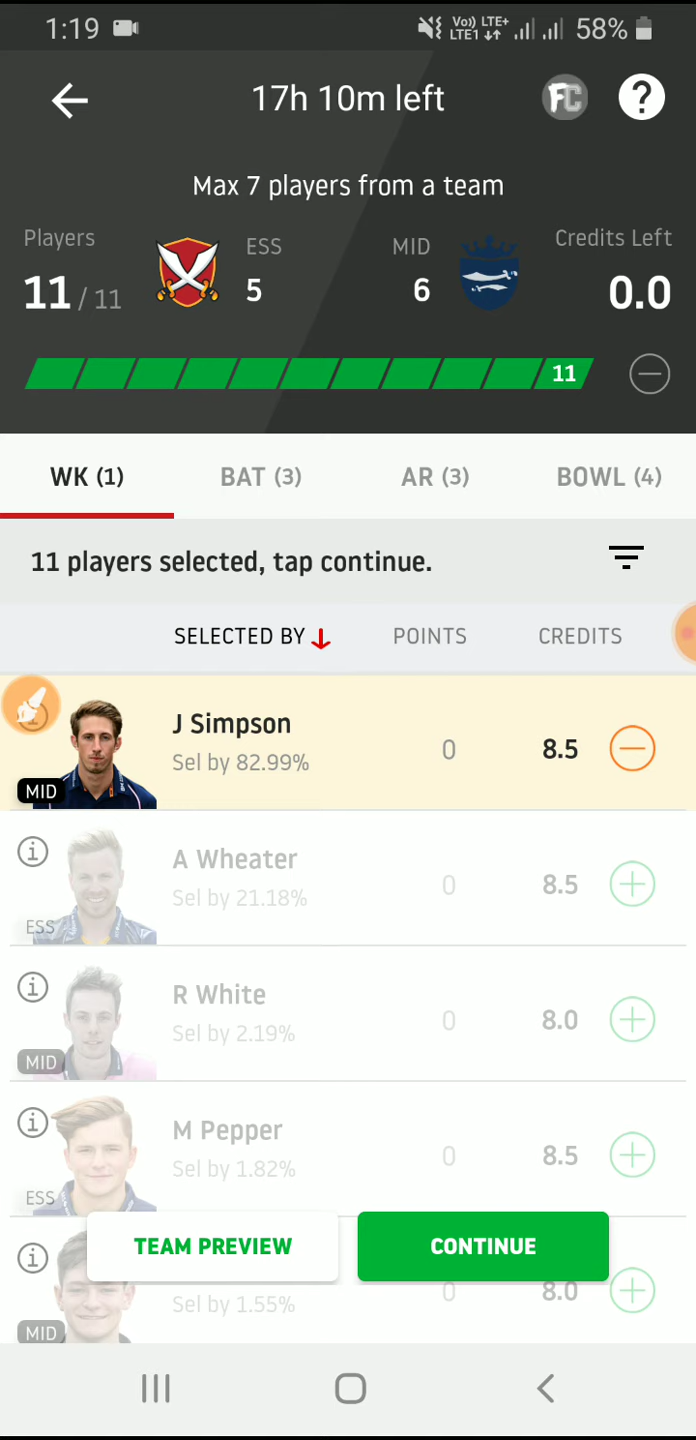 1:19 Vo)) LTE+ LTE1 58%
17h 10m left FC ?
Max 7 players from a team
Players ESS MID Credits Left
11 / 11 5 6 0.0
11
WK (1) BAT (3) AR (3) BOWL (4)
11 players selected, tap continue.
SELECTED BY POINTS CREDITS
J Simpson
Sel by 82.99% 0 8.5
MID
A Wheater
Sel by 21.18% 0 8.5
ESS
R White
Sel by 2.19% 0 8.0
MID
M Pepper
Sel by 1.82% 0 8.5
ESS
TEAM PREVIEW CONTINUE
Sel by 1.55% 0 8.0
MID